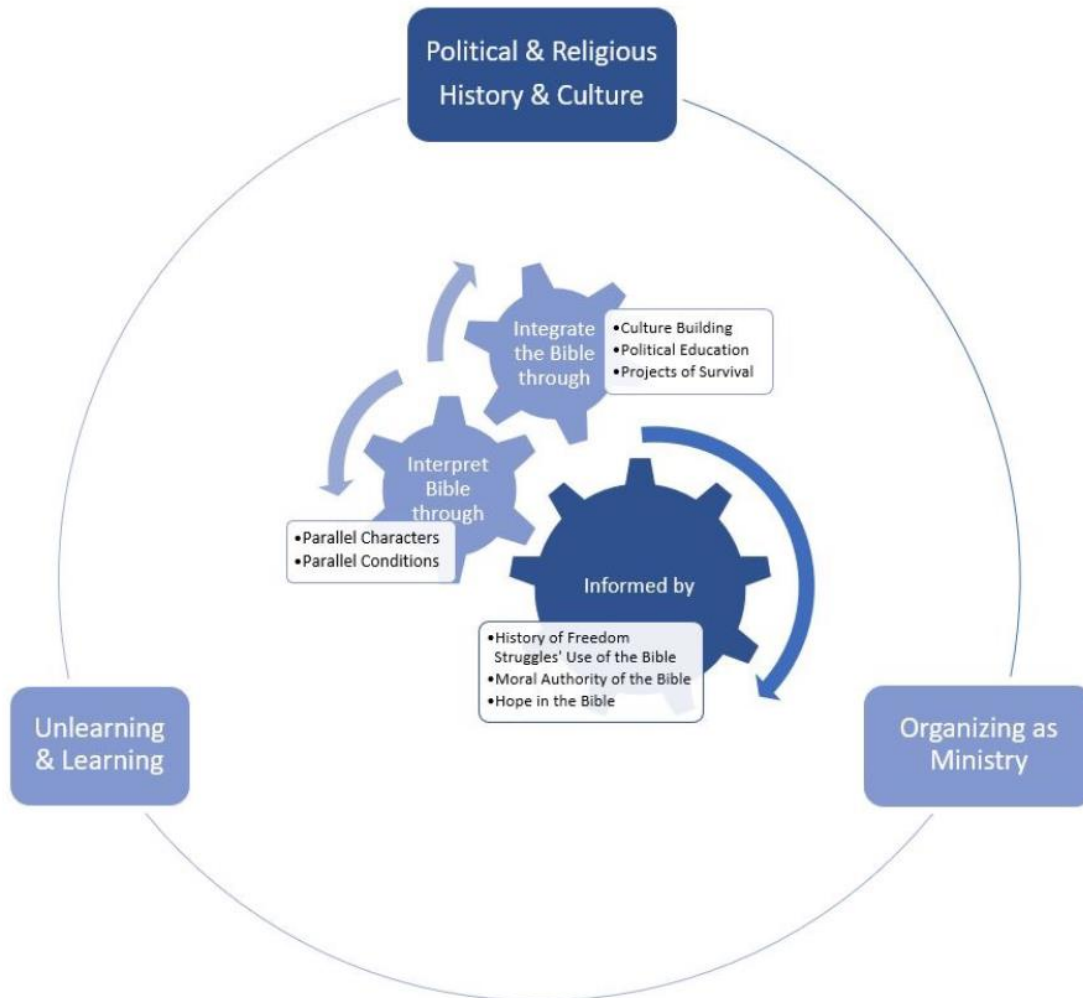 Political & Religious
History & Culture
Integrate
the Bible
through
•Culture Building
•Political Education
•Projects of Survival
Interpret
Bible
through
•Parallel Characters
•Parallel Conditions
Informed by
•History of Freedom
Struggles' Use of the Bible
•Moral Authority of the Bible
•Hope in the Bible
Unlearning
& Learning
Organizing as
Ministry